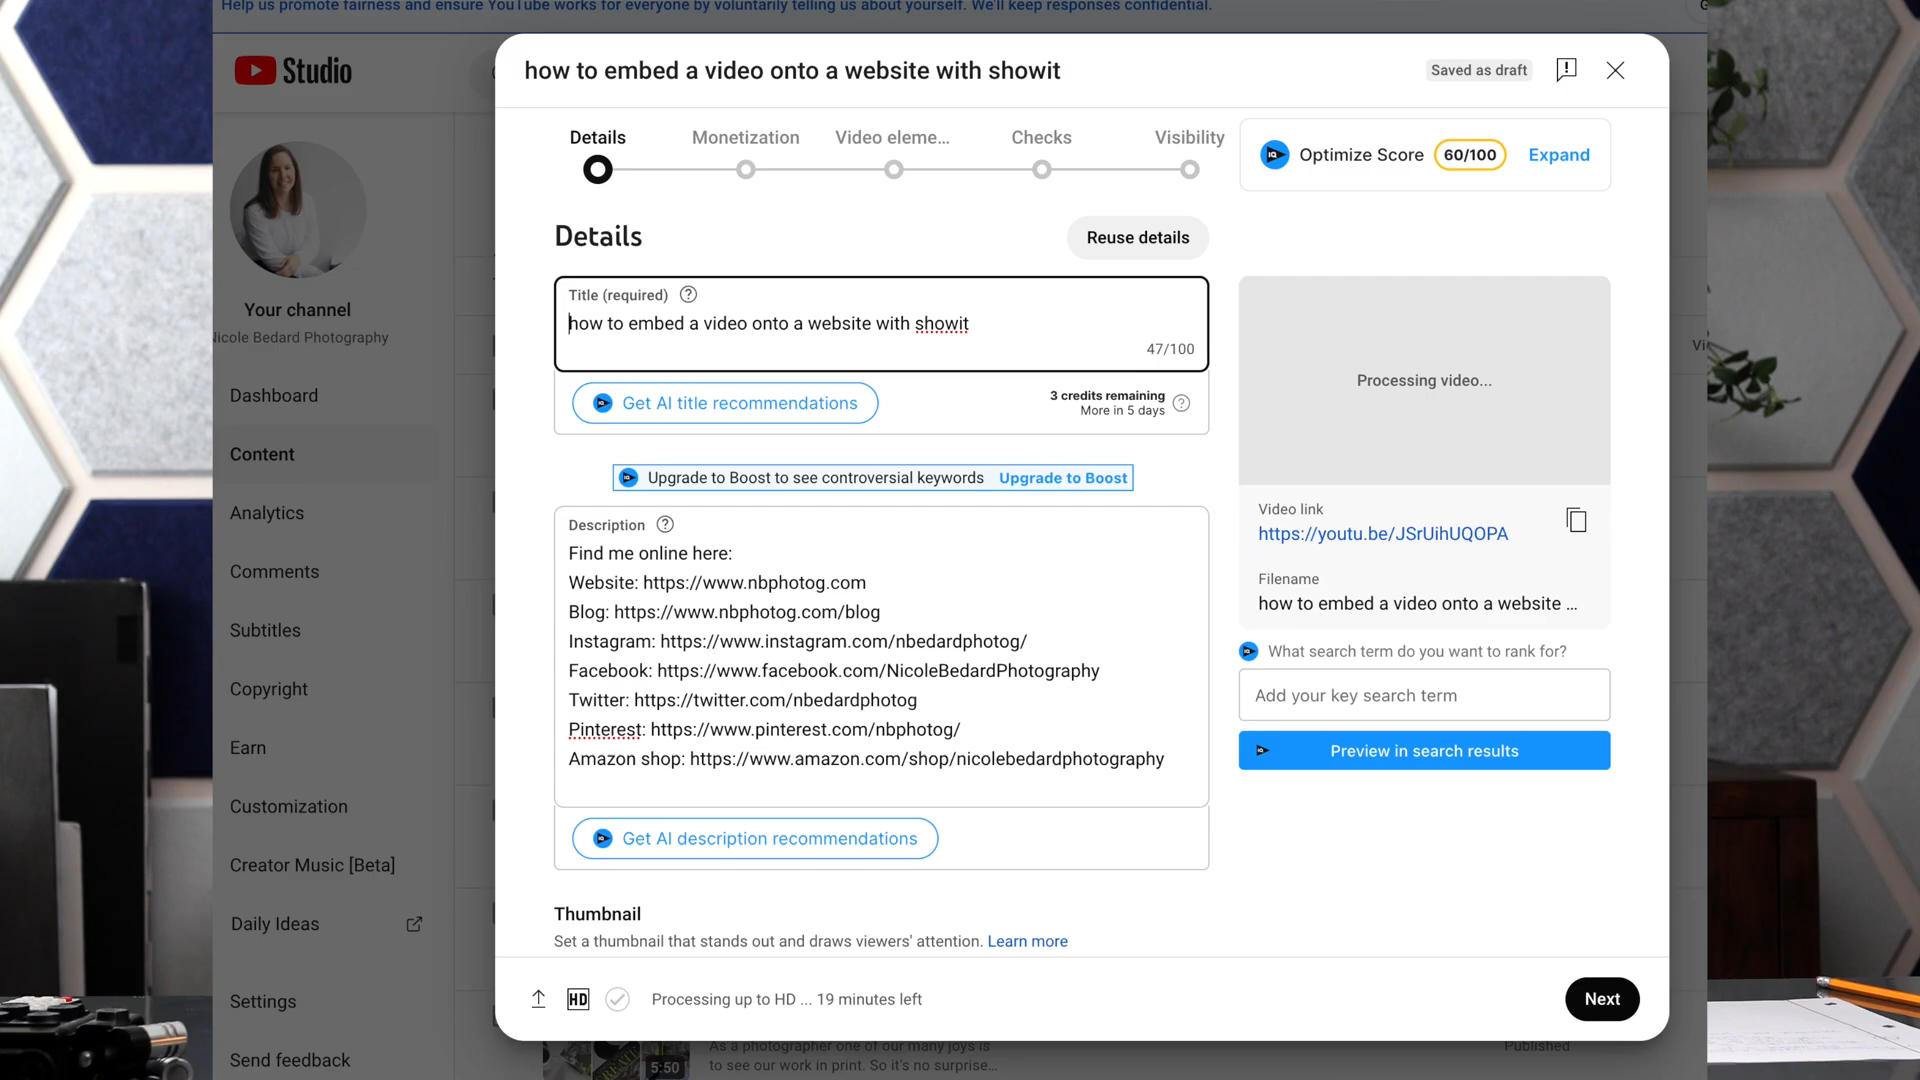 Help us promote fairness and ensure YouTube works for everyone by voluntarily telling us about yourself. We'll keep responses confidential.
Studio
how to embed a video onto a website with showit
Saved as draft
Details
Monetization
Video eleme...
Checks
Visibility
IQ
Optimize Score
60/100
Expand
Details
Reuse details
Title (required) ?
how to embed a video onto a website with showit
47/100
Get AI title recommendations
3 credits remaining
More in 5 days
?
Upgrade to Boost to see controversial keywords
Upgrade to Boost
Description ?
Find me online here:
Website: https://www.nbphotog.com
Blog: https://www.nbphotog.com/blog
Instagram: https://www.instagram.com/nbedardphotog/
Facebook: https://www.facebook.com/NicoleBedardPhotography
Twitter: https://twitter.com/nbedardphotog
Pinterest: https://www.pinterest.com/nbphotog/
Amazon shop: https://www.amazon.com/shop/nicolebedardphotography
Get AI description recommendations
Thumbnail
Set a thumbnail that stands out and draws viewers' attention. Learn more
Processing video...
Video link
https://youtu.be/JSrUihUQOPA
Filename
how to embed a video onto a website ...
What search term do you want to rank for?
Add your key search term
Preview in search results
HD
Processing up to HD ... 19 minutes left
Next
Your channel
Nicole Bedard Photography
Dashboard
Content
Analytics
Comments
Subtitles
Copyright
Earn
Customization
Creator Music [Beta]
Daily Ideas
Settings
Send feedback
5:50
As a photographer one of our many joys is
to see our work in print. So it's no surprise...
Published